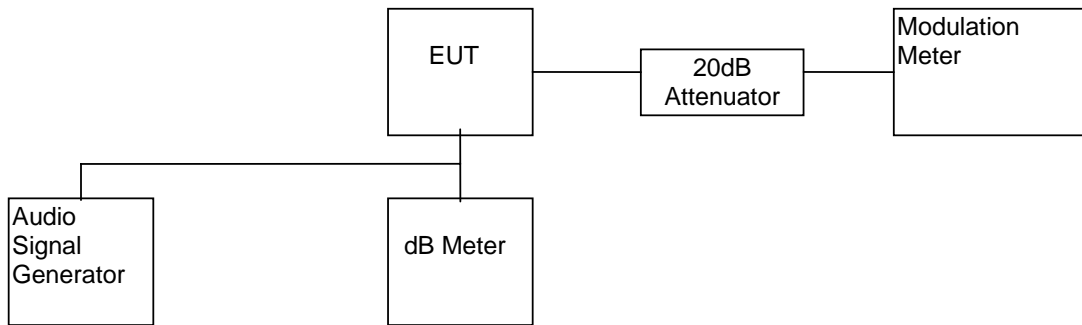 EUT
20dB
Attenuator
Modulation
Meter
Audio
Signal
Generator
dB Meter